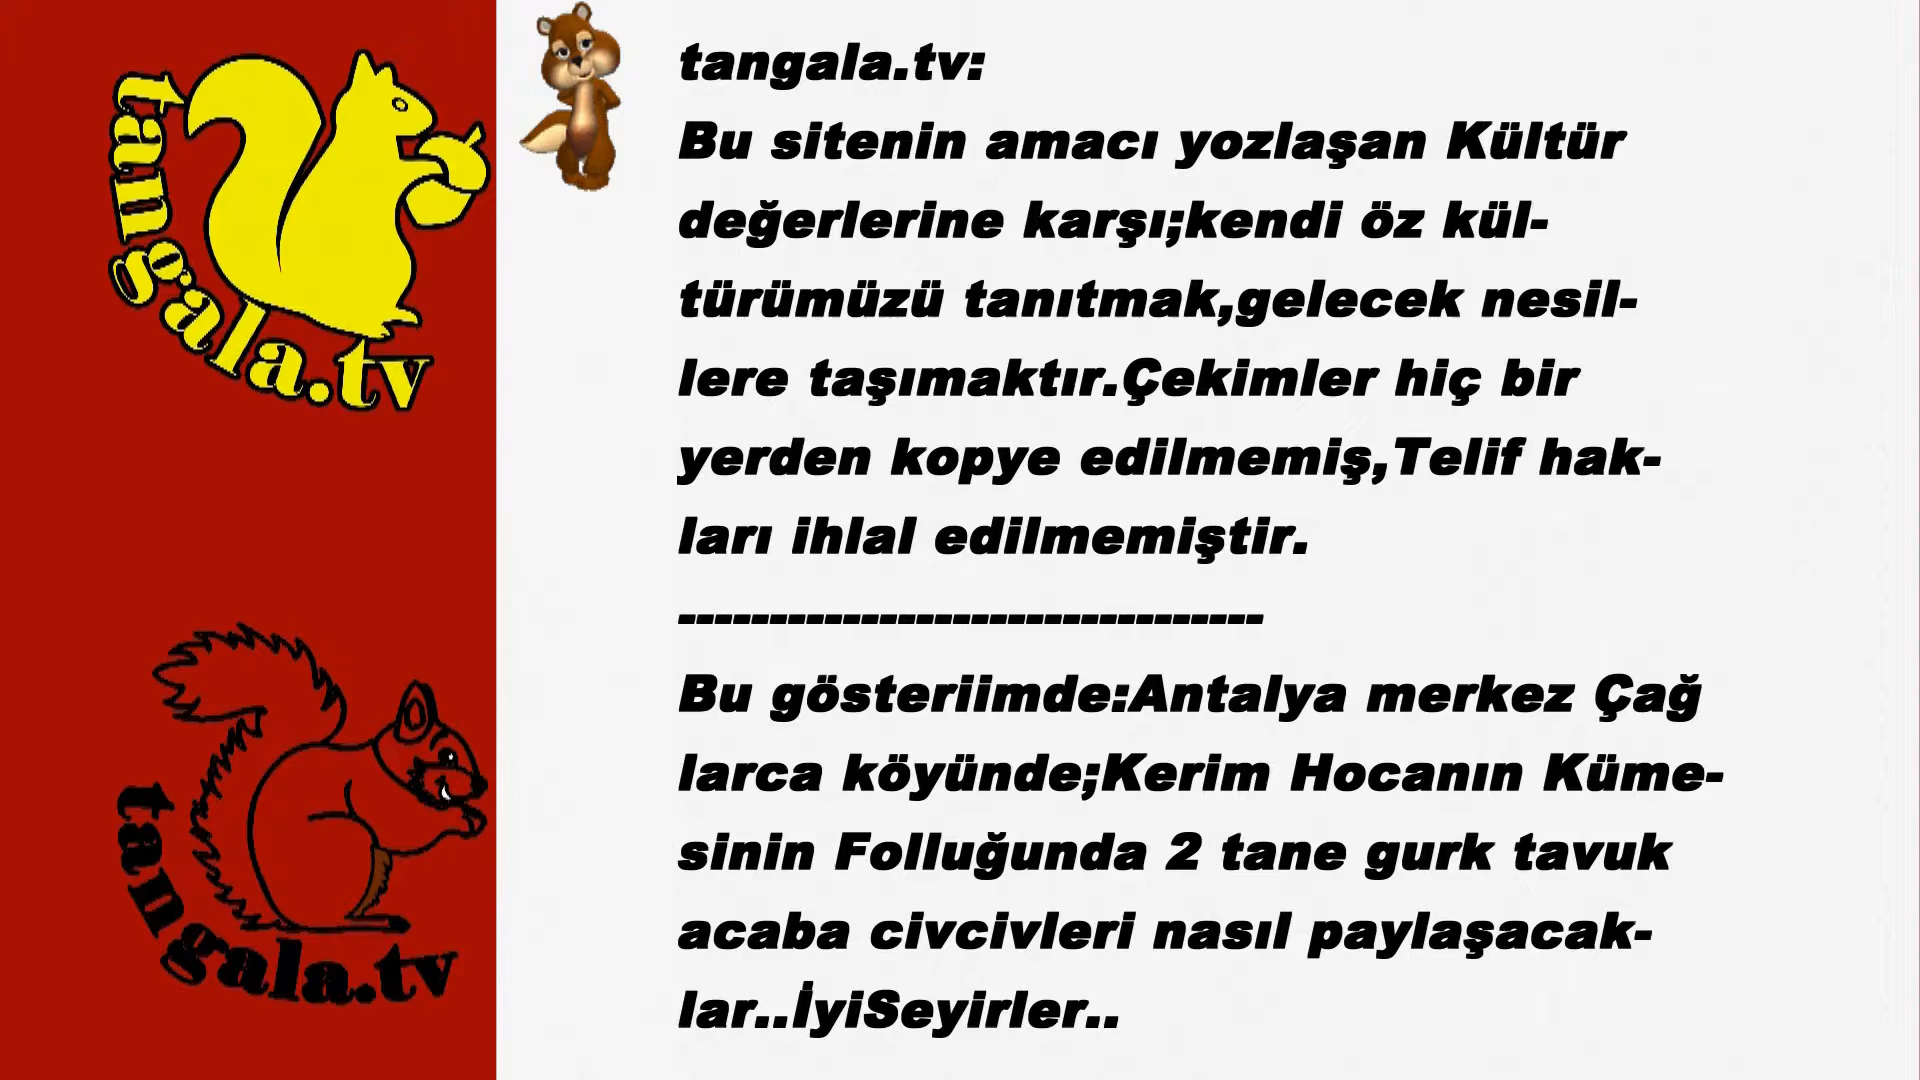 tangala.tv
tangala.tv:
Bu sitenin amacı yozlaşan Kültür
değerlerine karşı;kendi öz kül-
türümüzü tanıtmak,gelecek nesil-
lere taşımaktır.Çekimler hiç bir
yerden kopye edilmemiş,Telif hak-
ları ihlal edilmemiştir.
--------------------------------
Bu gösteriimde:Antalya merkez Çağ
larca köyünde;Kerim Hocanın Küme-
sinin Folluğunda 2 tane gurk tavuk
acaba civcivleri nasıl paylaşacak-
lar..İyiSeyirler..
tangala.tv